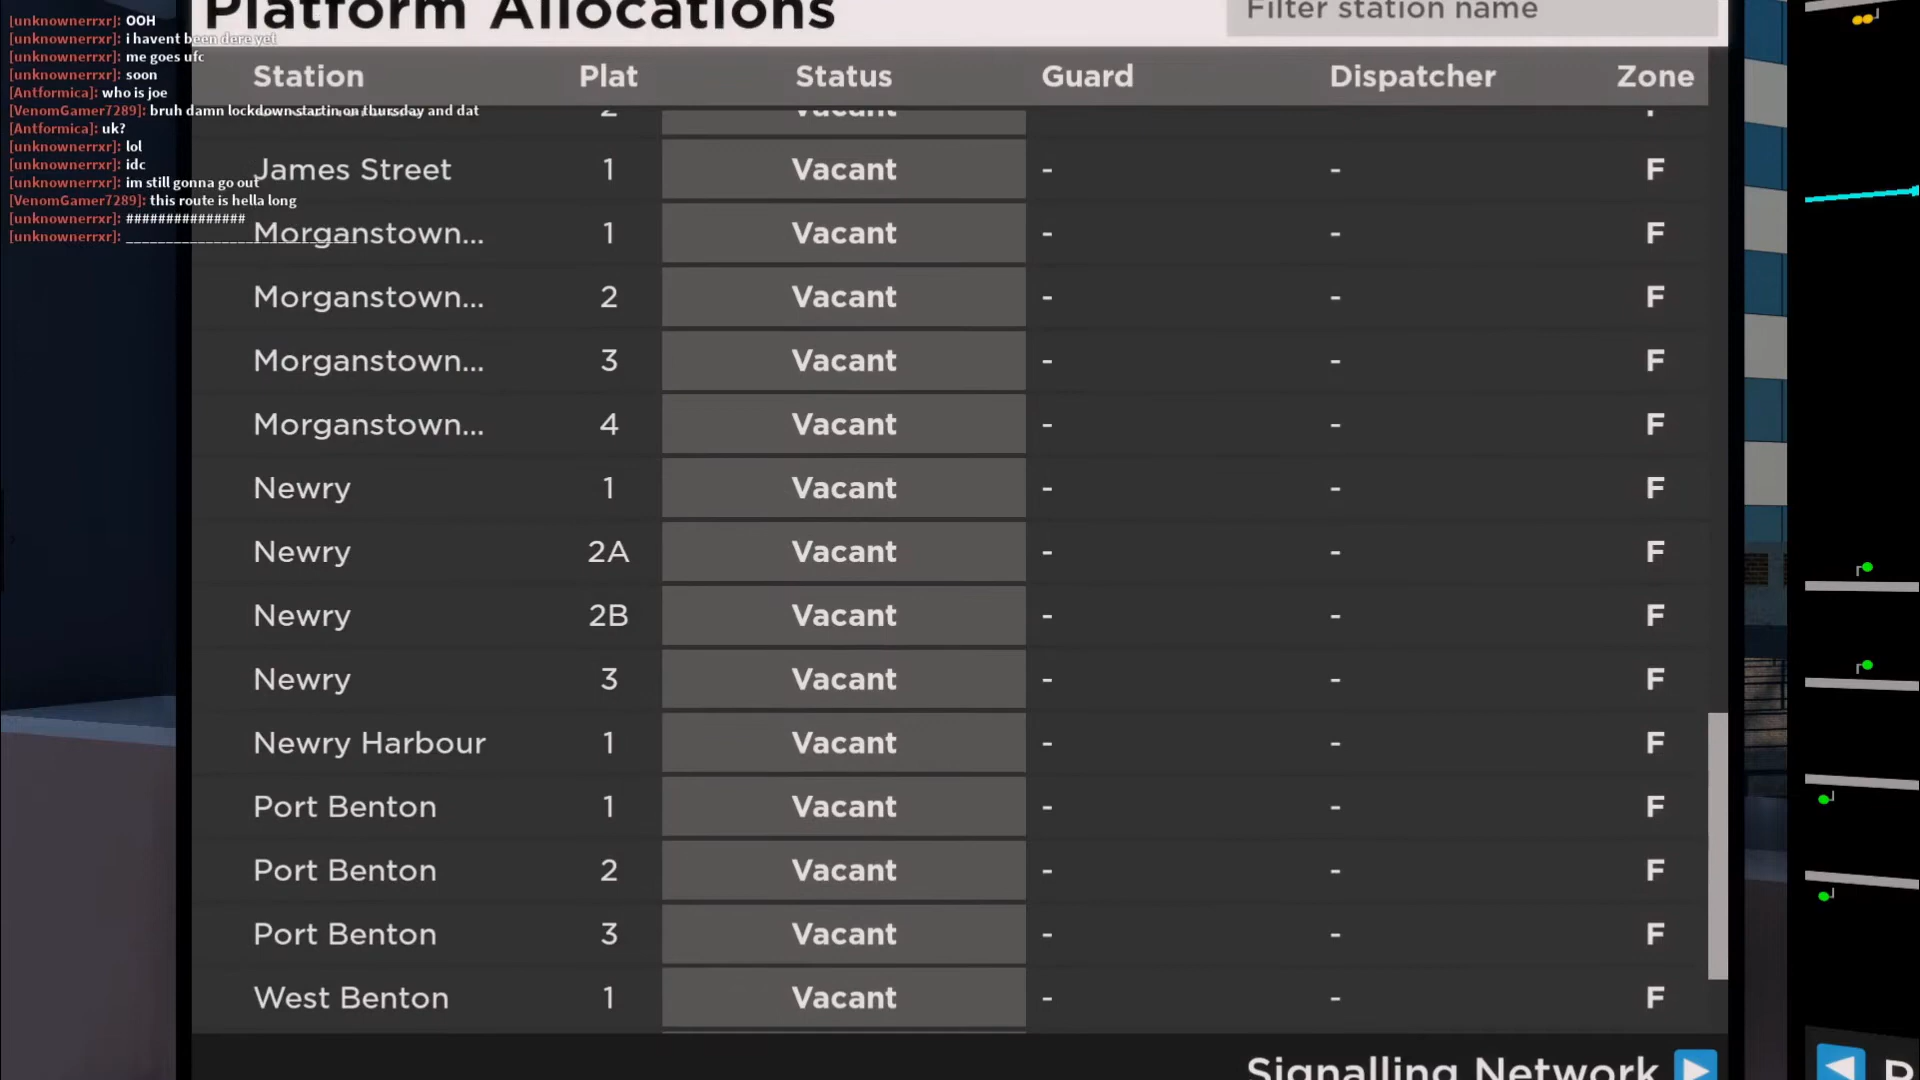 Platform Allocations
Filter station name
[unknownerrxr]: OOH
[unknownerrxr]: i havent been dere yet
[unknownerrxr]: me goes ufc
[unknownerrxr]: soon
[Antformica]: who is joe
[VenomGamer7289]: bruh damn lockdown startin on thursday and dat
[Antformica]: uk?
[unknownerrxr]: lol
[unknownerrxr]: idc
[unknownerrxr]: im still gonna go out
[VenomGamer7289]: this route is hella long
[unknownerrxr]: ###############
[unknownerrxr]:
Station Plat Status Guard Dispatcher Zone
2 Vacant F
James Street 1 Vacant - - F
Morganstown... 1 Vacant - - F
Morganstown... 2 Vacant - - F
Morganstown... 3 Vacant - - F
Morganstown... 4 Vacant - - F
Newry 1 Vacant - - F
Newry 2A Vacant - - F
Newry 2B Vacant - - F
Newry 3 Vacant - - F
Newry Harbour 1 Vacant - - F
Port Benton 1 Vacant - - F
Port Benton 2 Vacant - - F
Port Benton 3 Vacant - - F
West Benton 1 Vacant - - F
Signalling Network